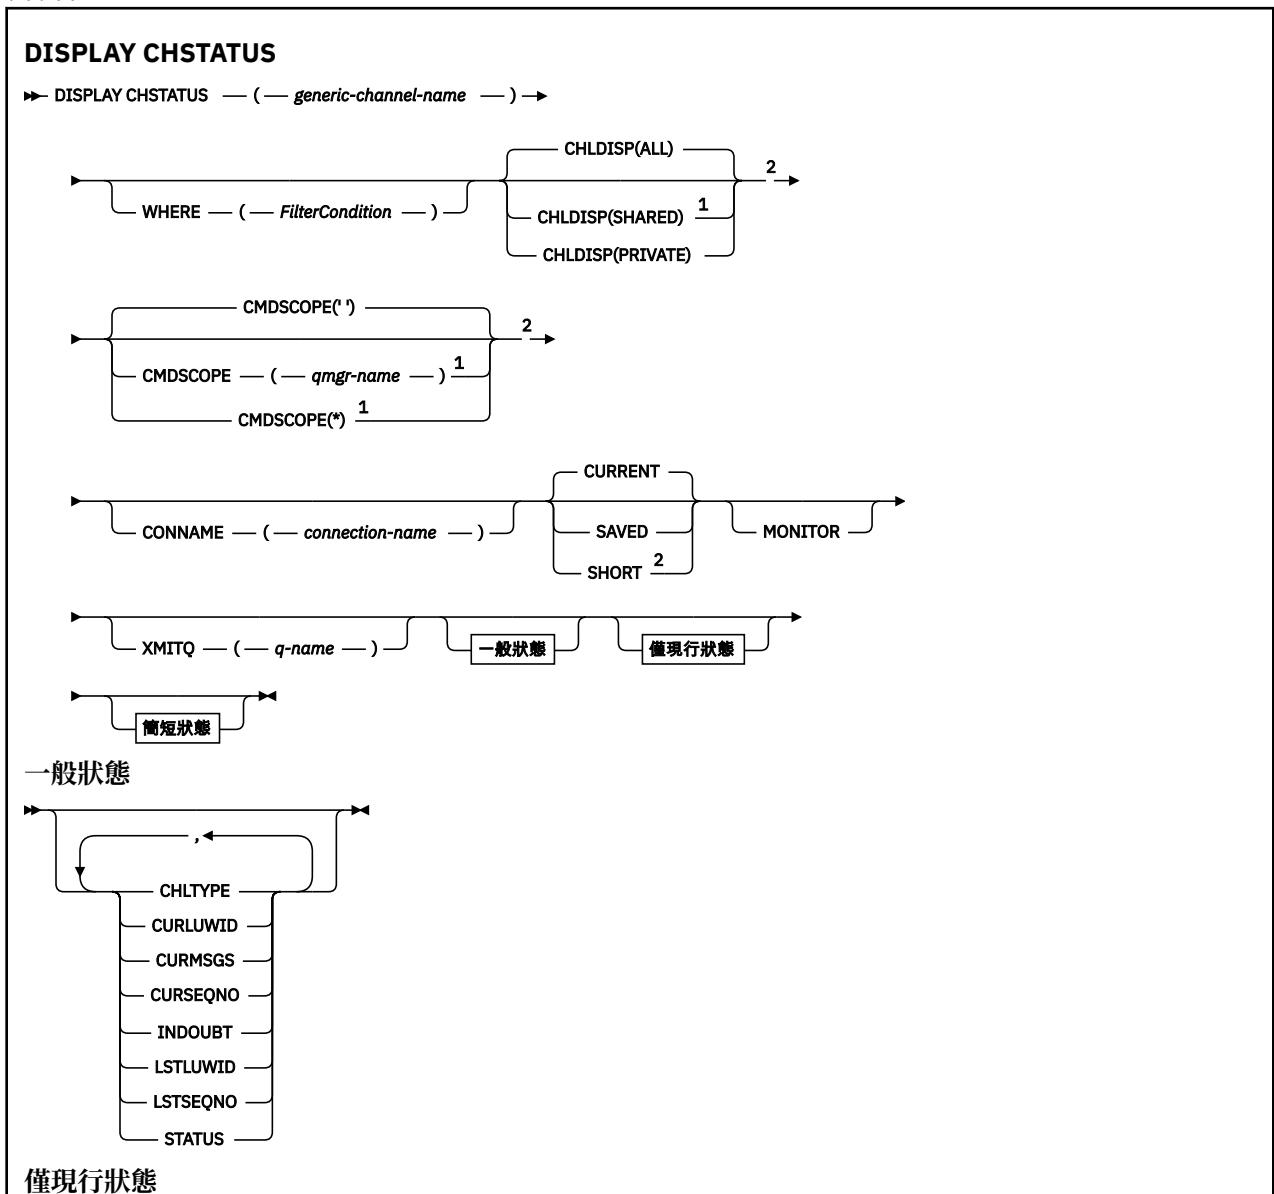 DISPLAY CHSTATUS
DISPLAY CHSTATUS ( generic-channel-name )
CHLDISP(ALL) 2
WHERE ( FilterCondition )
CHLDISP(SHARED) 1
CHLDISP(PRIVATE)
CMDSCOPE(' ') 2
CMDSCOPE ( qmgr-name ) 1
CMDSCOPE(*) 1
CURRENT
CONNAME ( connection-name ) SAVED MONITOR
SHORT 2
XMITQ ( q-name ) 一般狀態 僅現行狀態
簡短狀態
一般狀態
,
CHLTYPE
CURLUWID
CURMSGS
CURSEQNO
INDOUBT
LSTLUWID
LSTSEQNO
STATUS
僅現行狀態